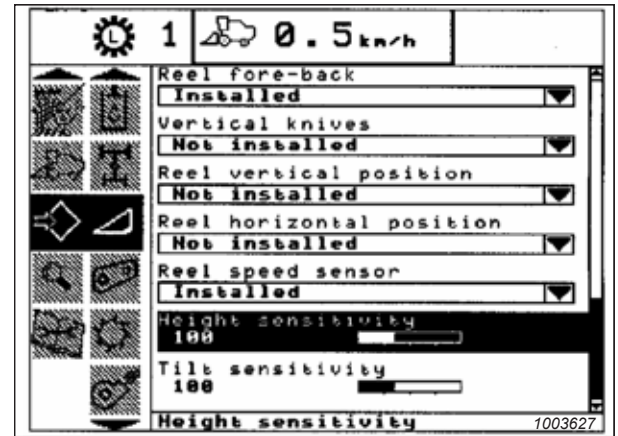 L 1 0.5km/h
Reel fore-back
Installed
Vertical knives
Not installed
Reel vertical position
Not installed
Reel horizontal position
Not installed
Reel speed sensor
Installed
Height sensitivity
100
Tilt sensitivity
100
Height sensitivity
1003627